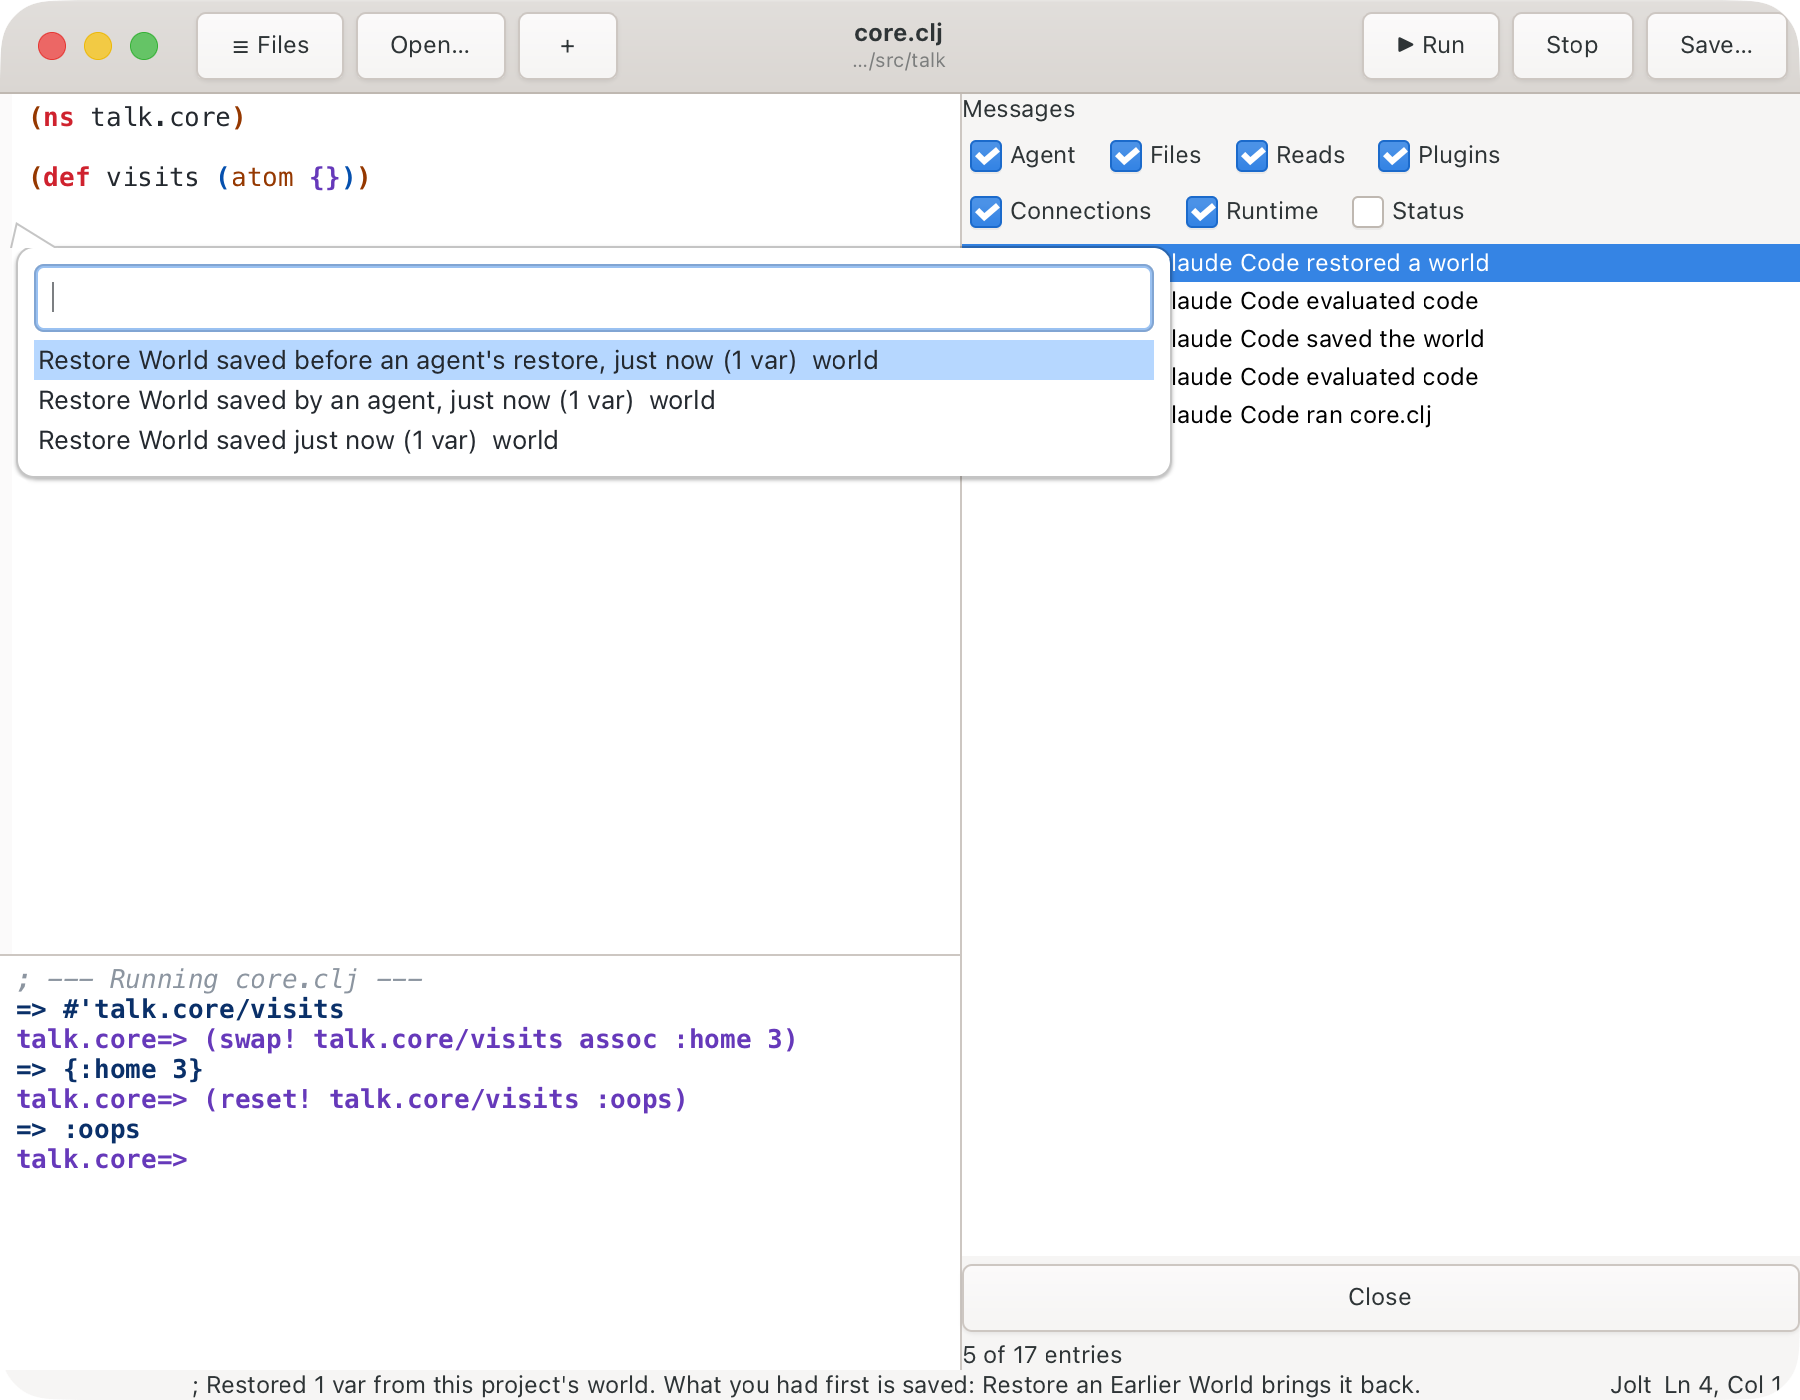 ≡ Files
Open...
+
core.clj
.../src/talk
▶ Run
Stop
Save...
(ns talk.core)
(def visits (atom {}))
Messages
Agent
Files
Reads
Plugins
Connections
Runtime
Status
Restore World saved before an agent's restore, just now (1 var) world
Restore World saved by an agent, just now (1 var) world
Restore World saved just now (1 var) world
laude Code restored a world
laude Code evaluated code
laude Code saved the world
laude Code evaluated code
laude Code ran core.clj
; --- Running core.clj ---
=> #'talk.core/visits
talk.core=> (swap! talk.core/visits assoc :home 3)
=> {:home 3}
talk.core=> (reset! talk.core/visits :oops)
=> :oops
talk.core=>
Close
5 of 17 entries
; Restored 1 var from this project's world. What you had first is saved: Restore an Earlier World brings it back.
Jolt Ln 4, Col 1